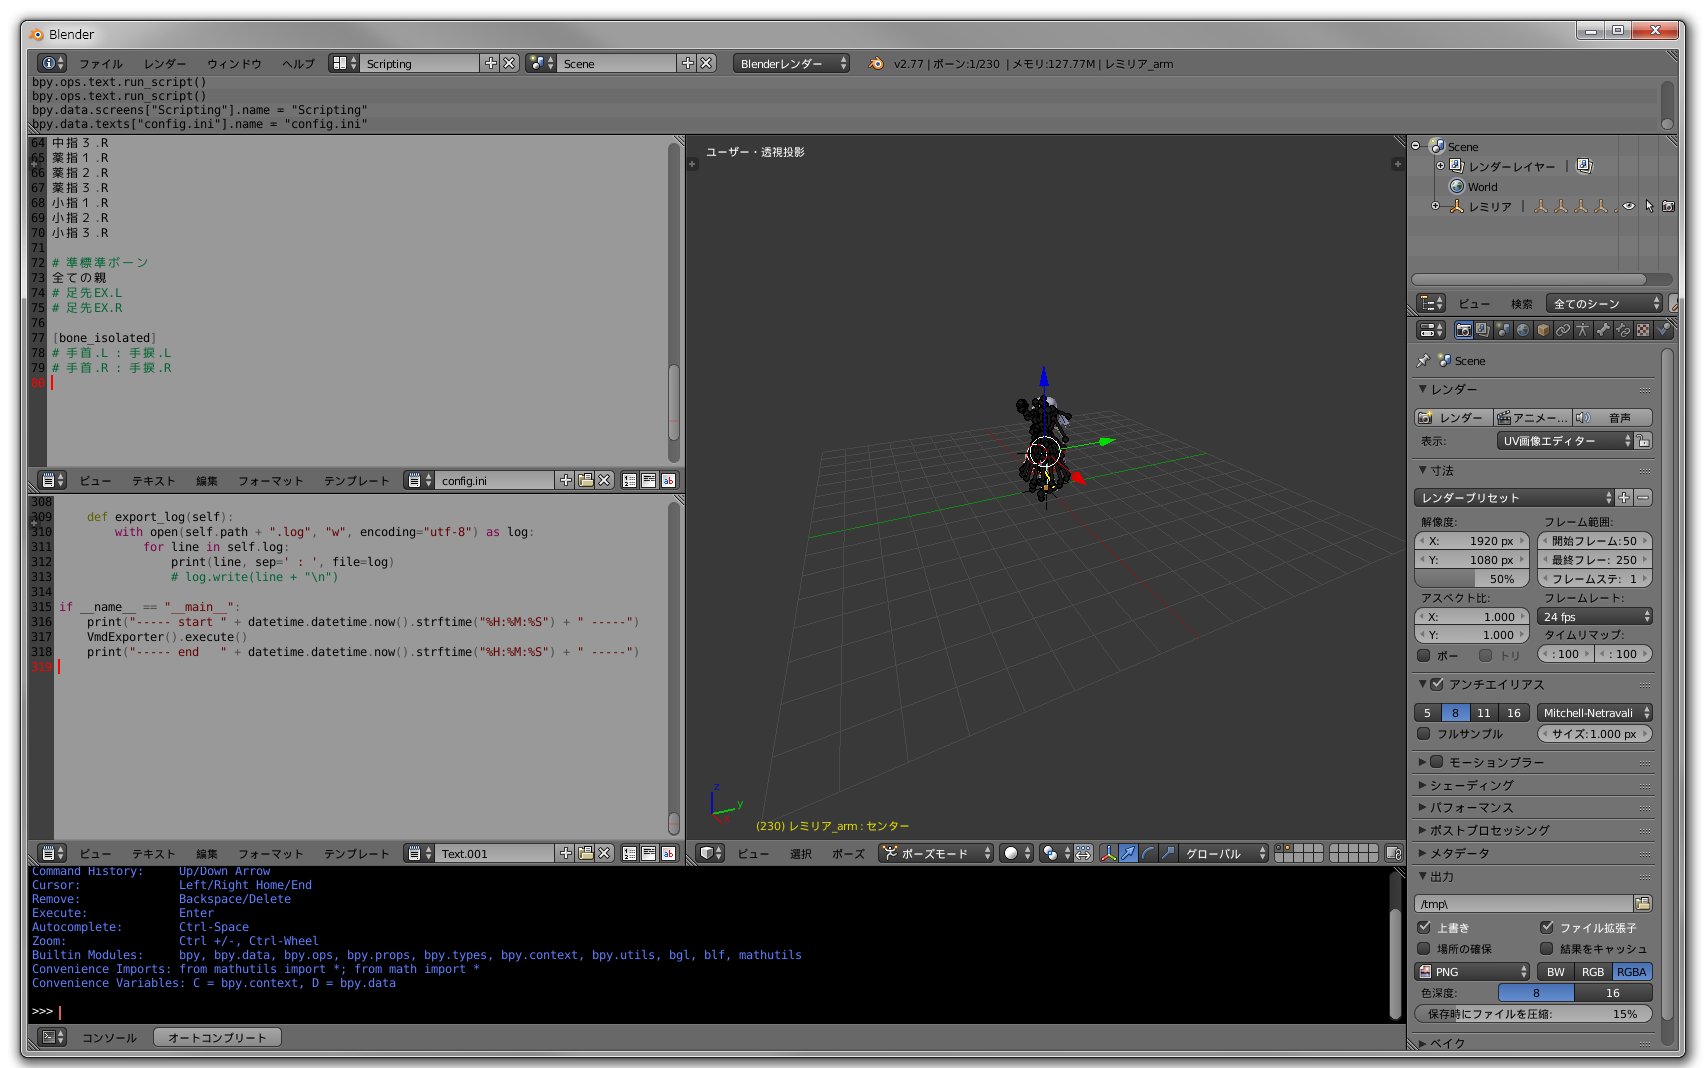 Blender
ファイル レンダー ウィンドウ ヘルプ Scripting Scene Blenderレンダー v2.77 | ボーン:1/230 | メモリ:127.77M | レミリア_arm
bpy.ops.text.run_script()
bpy.ops.text.run_script()
bpy.data.screens["Scripting"].name = "Scripting"
bpy.data.texts["config.ini"].name = "config.ini"
64 中指３.R
65 薬指１.R
66 薬指２.R
67 薬指３.R
68 小指１.R
69 小指２.R
70 小指３.R
71
72 # 準標準ボーン
73 全ての親
74 # 足先EX.L
75 # 足先EX.R
76
77 [bone_isolated]
78 # 手首.L : 手捩.L
79 # 手首.R : 手捩.R
80
ビュー テキスト 編集 フォーマット テンプレート config.ini
308
309 def export_log(self):
310 with open(self.path + ".log", "w", encoding="utf-8") as log:
311 for line in self.log:
312 print(line, sep=' : ', file=log)
313 # log.write(line + "\n")
314
315 if __name__ == "__main__":
316 print("----- start " + datetime.datetime.now().strftime("%H:%M:%S") + " -----")
317 VmdExporter().execute()
318 print("----- end   " + datetime.datetime.now().strftime("%H:%M:%S") + " -----")
319
ビュー テキスト 編集 フォーマット テンプレート Text.001
ユーザー・透視投影
z
y
x
(230) レミリア_arm : センター
ビュー 選択 ポーズ ポーズモード グローバル
Command History: Up/Down Arrow
Cursor: Left/Right Home/End
Remove: Backspace/Delete
Execute: Enter
Autocomplete: Ctrl-Space
Zoom: Ctrl +/-, Ctrl-Wheel
Builtin Modules: bpy, bpy.data, bpy.ops, bpy.props, bpy.types, bpy.context, bpy.utils, bgl, blf, mathutils
Convenience Imports: from mathutils import *; from math import *
Convenience Variables: C = bpy.context, D = bpy.data
>>>
コンソール オートコンプリート
Scene
レンダーレイヤー |
World
レミリア |
ビュー 検索 全てのシーン
Scene
レンダー
レンダー アニメー... 音声
表示: UV画像エディター
寸法
レンダープリセット
解像度: フレーム範囲:
X: 1920 px 開始フレーム: 50
Y: 1080 px 最終フレー: 250
50% フレームステ: 1
アスペクト比: フレームレート:
X: 1.000 24 fps
Y: 1.000 タイムリマップ:
ボー トリ : 100 : 100
アンチエイリアス
5 8 11 16 Mitchell-Netravali
フルサンプル サイズ: 1.000 px
モーションブラー
シェーディング
パフォーマンス
ポストプロセッシング
メタデータ
出力
/tmp\
上書き ファイル拡張子
場所の確保 結果をキャッシュ
PNG BW RGB RGBA
色深度: 8 16
保存時にファイルを圧縮: 15%
ベイク